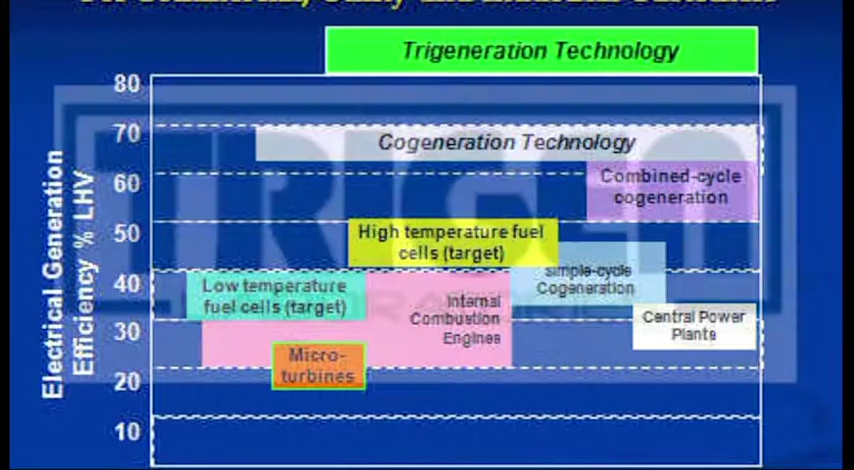 Trigeneration Technology
80
70
60
50
40
30
20
10
Electrical Generation
Efficiency % LHV
Cogeneration Technology
Combined-cycle
cogeneration
High temperature fuel
cells (target)
simple-cycle
Cogeneration
Low temperature
fuel cells (target)
Internal
Combustion
Engines
Central Power
Plants
Micro-
turbines
TRIGEN